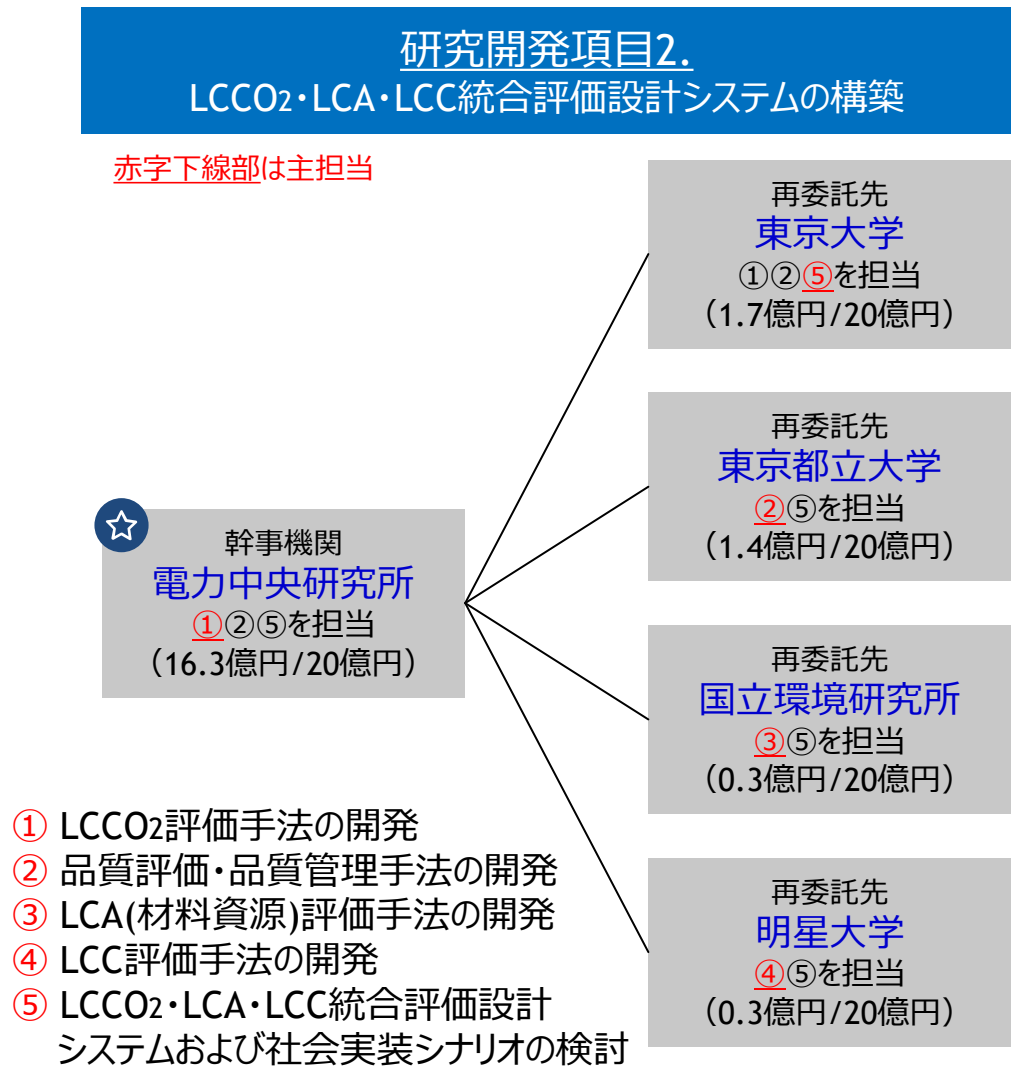 研究開発項目2.
LCCO2・LCA・LCC統合評価設計システムの構築
赤字下線部は主担当
再委託先
東京大学
①②⑤を担当
（1.7億円/20億円）
再委託先
東京都立大学
②⑤を担当
（1.4億円/20億円）
幹事機関
電力中央研究所
①②⑤を担当
（16.3億円/20億円）
再委託先
国立環境研究所
③⑤を担当
（0.3億円/20億円）
再委託先
明星大学
④⑤を担当
（0.3億円/20億円）
① LCCO2評価手法の開発
② 品質評価・品質管理手法の開発
③ LCA(材料資源)評価手法の開発
④ LCC評価手法の開発
⑤ LCCO2・LCA・LCC統合評価設計
システムおよび社会実装シナリオの検討